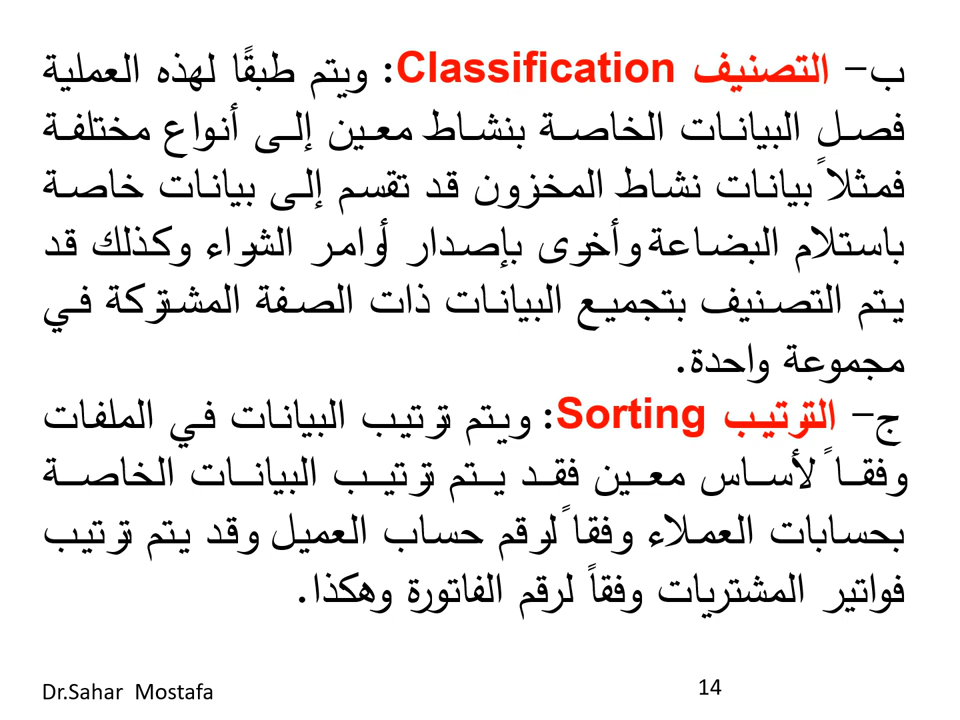 ب- التصنيف Classification: ويتم طبقًا لهذه العملية
فصل البيانات الخاصة بنشاط معين إلى أنواع مختلفة
فمثلاً بيانات نشاط المخزون قد تقسم إلى بيانات خاصة
باستلام البضاعة وأخرى بإصدار أوامر الشراء وكذلك قد
يتم التصنيف بتجميع البيانات ذات الصفة المشتركة في
مجموعة واحدة.
ج- الترتيب Sorting: ويتم ترتيب البيانات في الملفات
وفقاً لأساس معين فقد يتم ترتيب البيانات الخاصة
بحسابات العملاء وفقاً لرقم حساب العميل وقد يتم ترتيب
فواتير المشتريات وفقاً لرقم الفاتورة وهكذا.
Dr.Sahar Mostafa
14